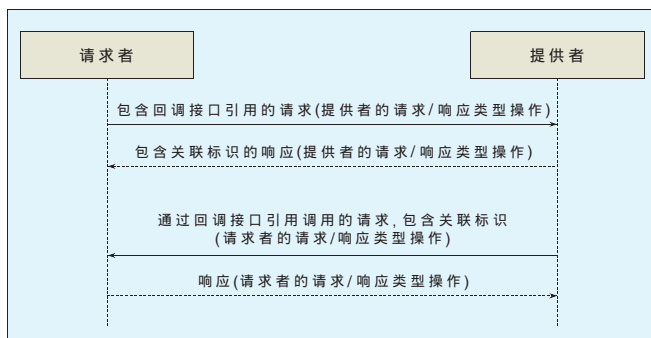 请求者
提供者
包含回调接口引用的请求(提供者的请求/响应类型操作)
包含关联标识的响应(提供者的请求/响应类型操作)
通过回调接口引用调用的请求,包含关联标识
(请求者的请求/响应类型操作)
响应(请求者的请求/响应类型操作)